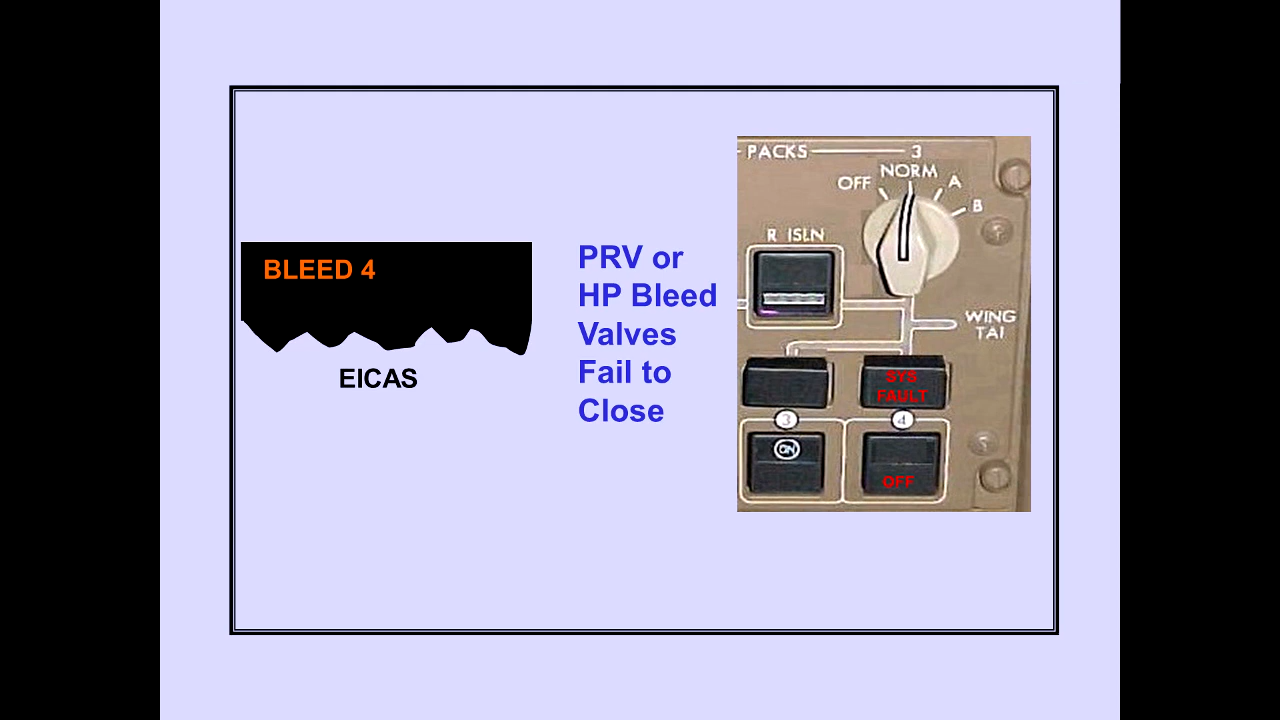 BLEED 4
EICAS
PRV or
HP Bleed
Valves
Fail to
Close
PACKS 3
NORM
OFF A
B
R ISLN
WING
TAI
SYS
FAULT
3 4
ON
OFF